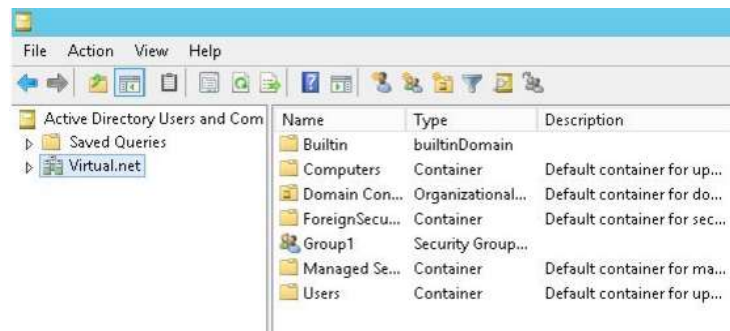 File Action View Help
Active Directory Users and Com
Saved Queries
Virtual.net
Name Type Description
Builtin builtinDomain
Computers Container Default container for up...
Domain Con... Organizational... Default container for do...
ForeignSecu... Container Default container for sec...
Group1 Security Group...
Managed Se... Container Default container for ma...
Users Container Default container for up...